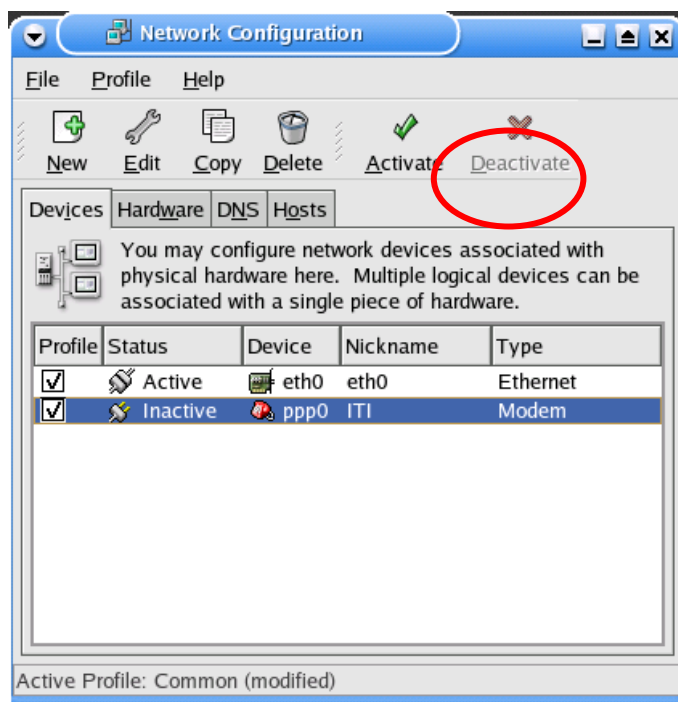 Network Configuration
File Profile Help
New Edit Copy Delete Activate Deactivate
Devices Hardware DNS Hosts
You may configure network devices associated with
physical hardware here. Multiple logical devices can be
associated with a single piece of hardware.
Profile Status Device Nickname Type
Active eth0 eth0 Ethernet
Inactive ppp0 ITI Modem
Active Profile: Common (modified)